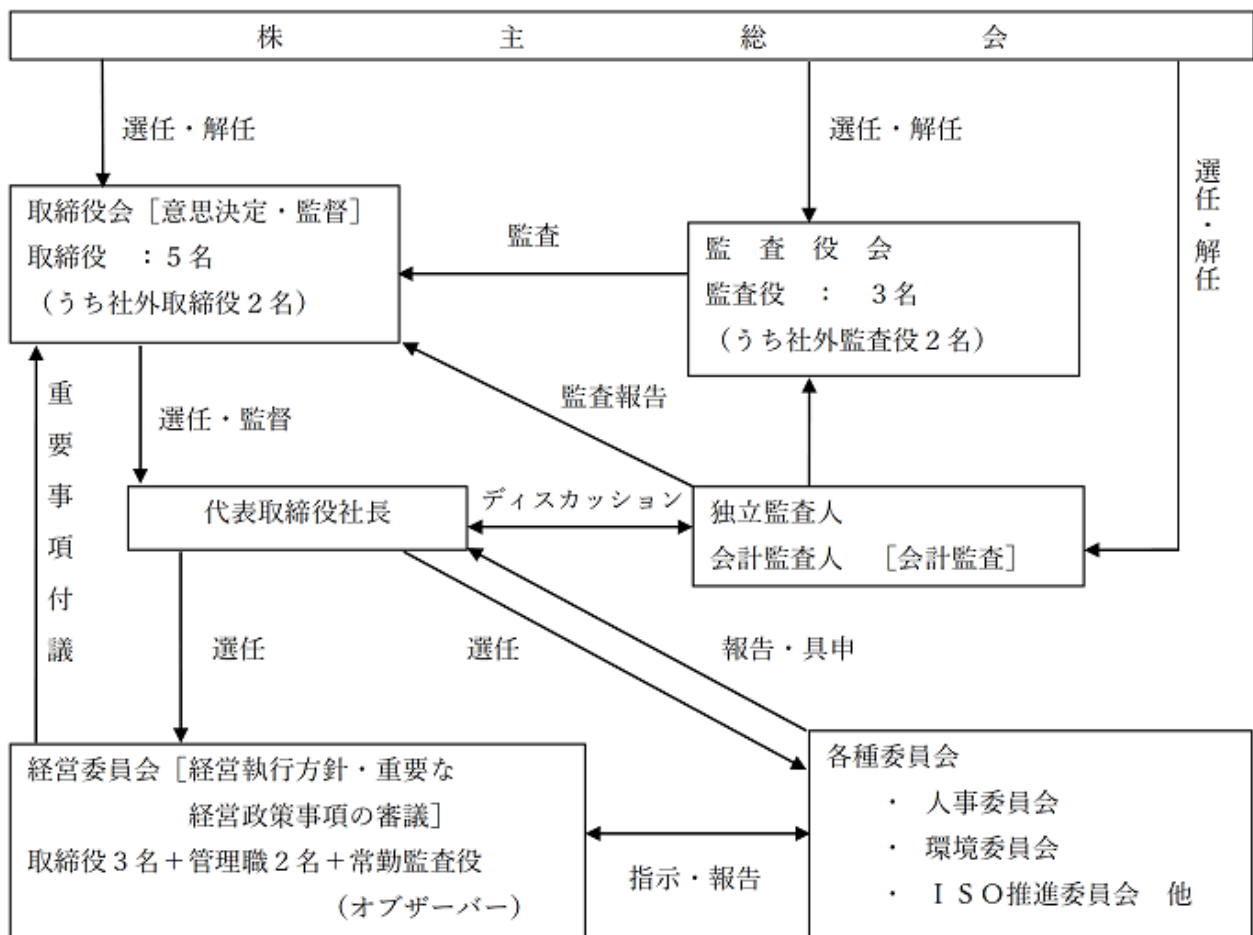 株主総会
選任・解任
選任・解任
選任・解任
取締役会［意思決定・監督］
取締役　：５名
（うち社外取締役２名）
監査
監　査　役　会
監査役　：　３名
（うち社外監査役２名）
重要事項付議
選任・監督
監査報告
代表取締役社長
ディスカッション
独立監査人
会計監査人　［会計監査］
選任
選任
報告・具申
経営委員会［経営執行方針・重要な
経営政策事項の審議］
取締役３名＋管理職２名＋常勤監査役
（オブザーバー）
指示・報告
各種委員会
・　人事委員会
・　環境委員会
・　ＩＳＯ推進委員会　他